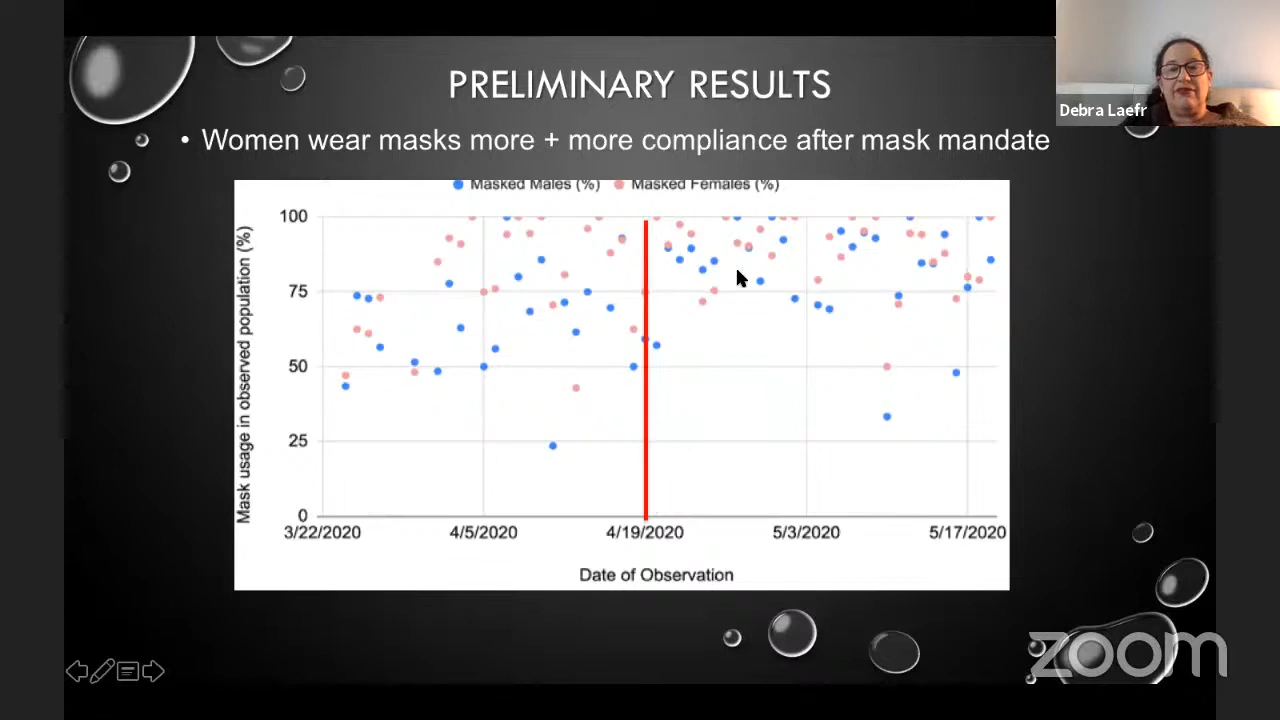 PRELIMINARY RESULTS
Debra Laefr
• Women wear masks more + more compliance after mask mandate
Masked Males (%) Masked Females (%)
Mask usage in observed population (%)
100
75
50
25
0
3/22/2020 4/5/2020 4/19/2020 5/3/2020 5/17/2020
Date of Observation
zoom